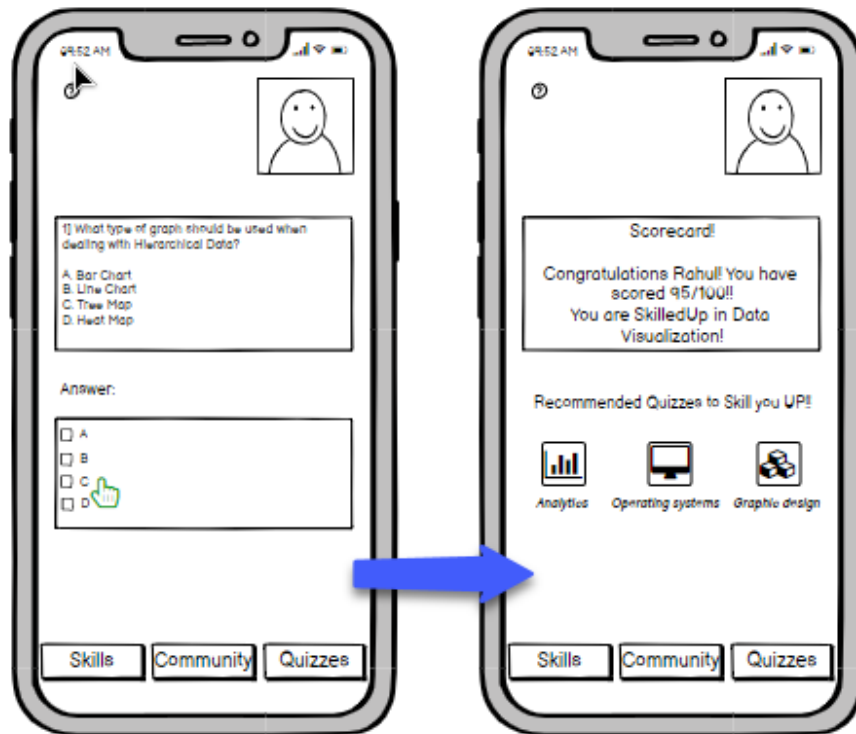 09:52 AM
?
1] What type of graph should be used when
dealing with Hierarchical Data?
A. Bar Chart
B. Line Chart
C. Tree Map
D. Heat Map
Answer:
A
B
C
D
Skills
Community
Quizzes
09:52 AM
?
Scorecard!
Congratulations Rahul! You have
scored 95/100!!
You are SkilledUp in Data
Visualization!
Recommended Quizzes to Skill you UP!!
Analytics
Operating systems
Graphic design
Skills
Community
Quizzes